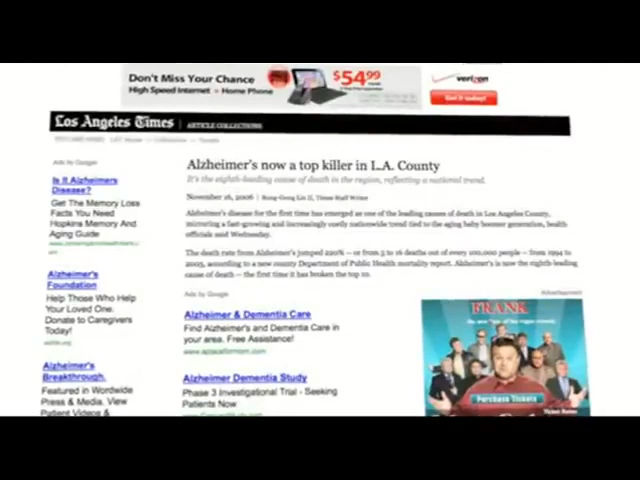 Don't Miss Your Chance
High Speed Internet + Home Phone
$54.99
verizon
Los Angeles Times | ARTICLE COLLECTIONS
Ads by Google
Is It Alzheimers
Disease?
Get The Memory Loss
Facts You Need
Hopkins Memory And
Aging Guide
Alzheimer's
Foundation
Help Those Who Help
Your Loved One.
Donate to Caregivers
Today!
Alzheimer's
Breakthrough.
Featured in Wordwide
Press & Media. View
Patient Videos &
Alzheimer's now a top killer in L.A. County
It's the eighth-leading cause of death in the region, reflecting a national trend.
November 16, 2006 | Rong-Gong Lin II, Times Staff Writer
Alzheimer's disease for the first time has emerged as one of the leading causes of death in Los Angeles County,
mirroring a fast-growing and increasingly costly nationwide trend tied to the aging baby boomer generation, health
officials said Wednesday.
The death rate from Alzheimer's jumped 220% -- or from 5 to 16 deaths out of every 100,000 people -- from 1994 to
2003, according to a new county Department of Public Health mortality report. Alzheimer's is now the eighth-leading
cause of death -- the first time it has broken the top 10.
Ads by Google
Alzheimer & Dementia Care
Find Alzheimer's and Dementia Care in
your area. Free Assistance!
www.aplaceformom.com
Alzheimer Dementia Study
Phase 3 Investigational Trial - Seeking
Patients Now
Advertisement
FRANK
Purchase Tickets